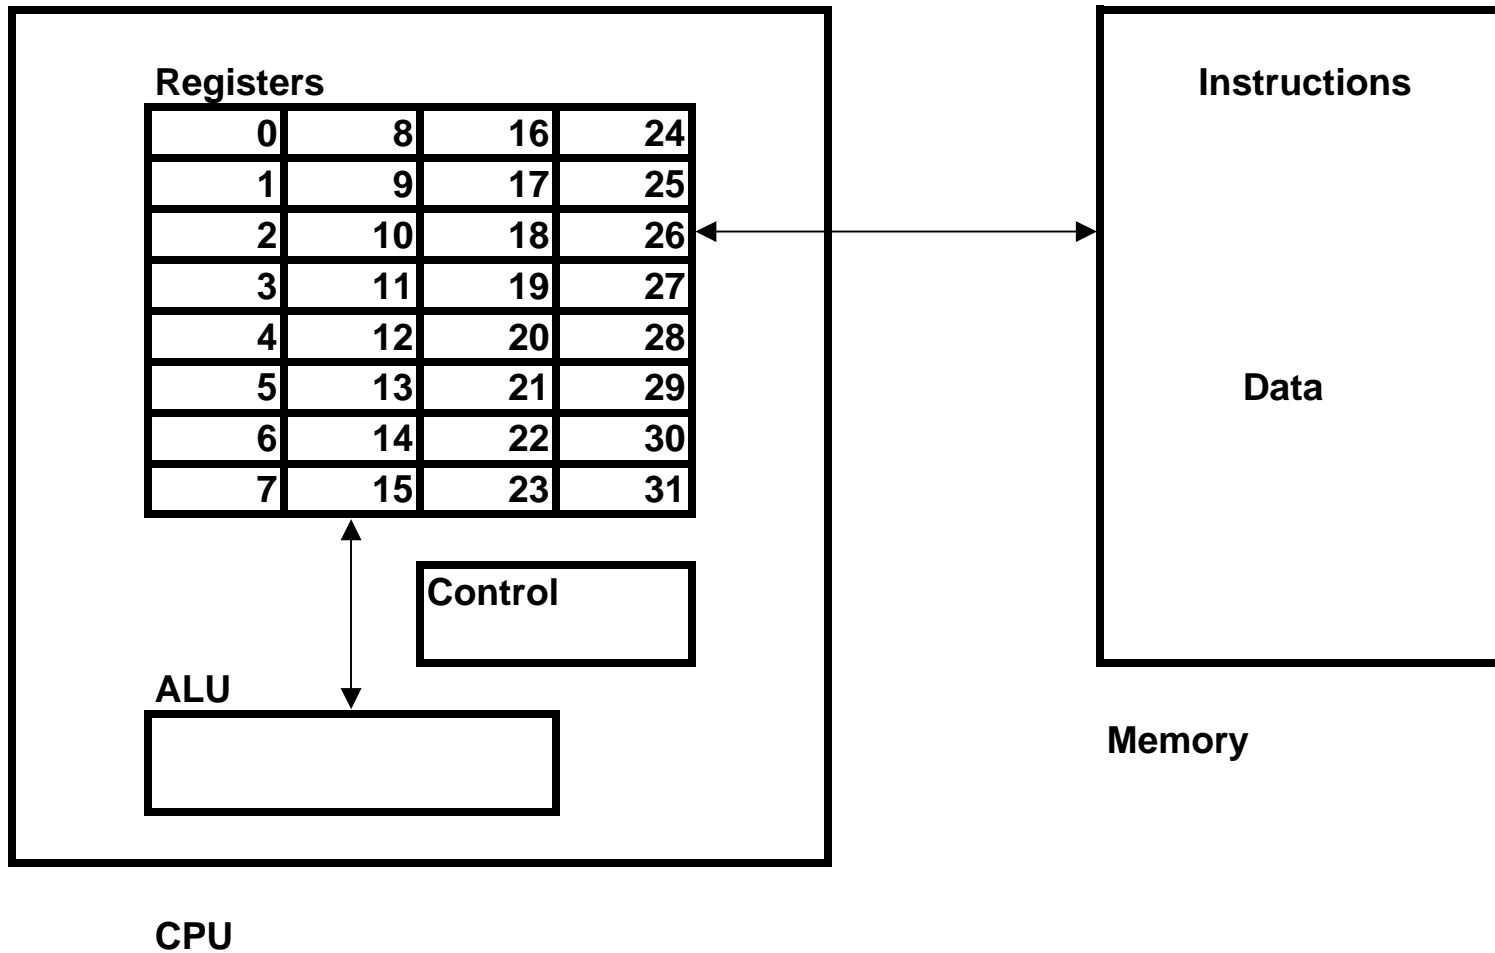 Registers
Instructions
0 8 16 24
1 9 17 25
2 10 18 26
3 11 19 27
4 12 20 28
5 13 21 29
Data
6 14 22 30
7 15 23 31
Control
ALU
Memory
CPU